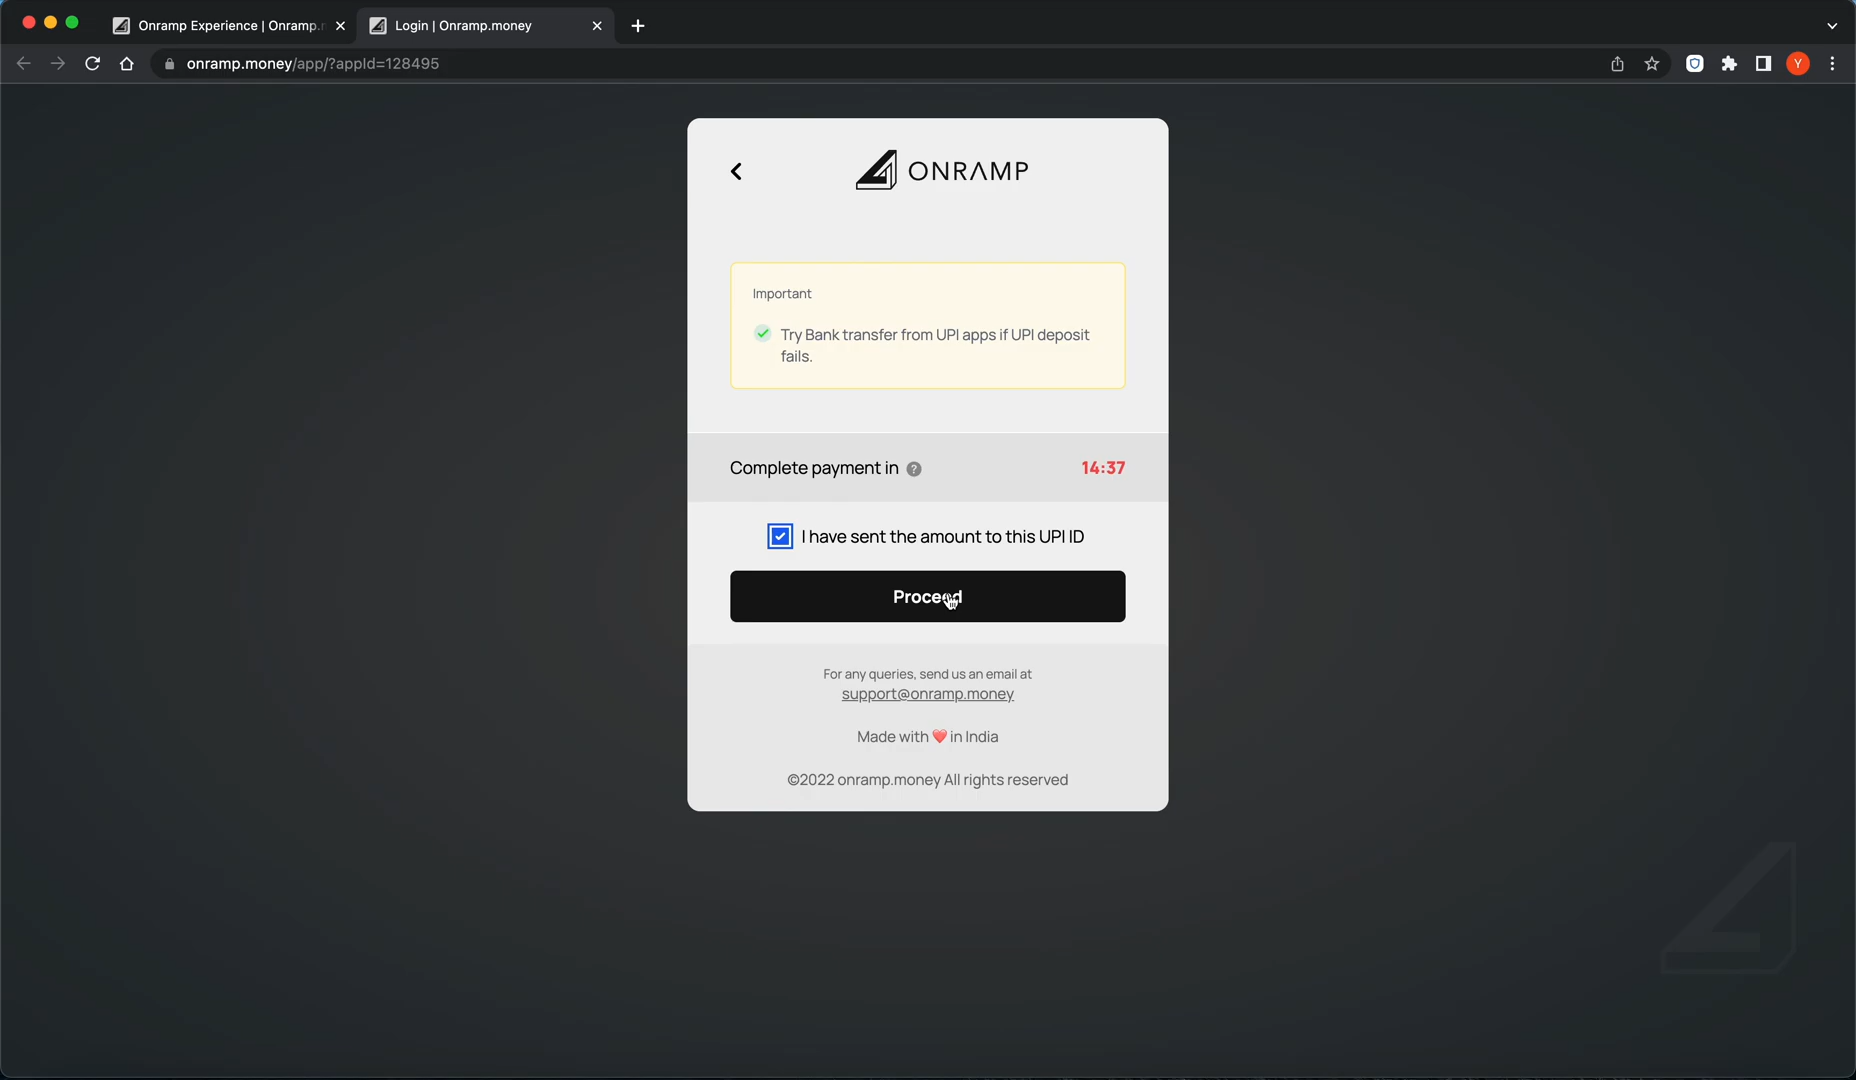 Onramp Experience | Onramp.
Login | Onramp.money
onramp.money/app/?appId=128495
Y
ONRAMP
Important
Try Bank transfer from UPI apps if UPI deposit
fails.
Complete payment in ?
14:37
I have sent the amount to this UPI ID
Proceed
For any queries, send us an email at
support@onramp.money
Made with ❤️ in India
©2022 onramp.money All rights reserved